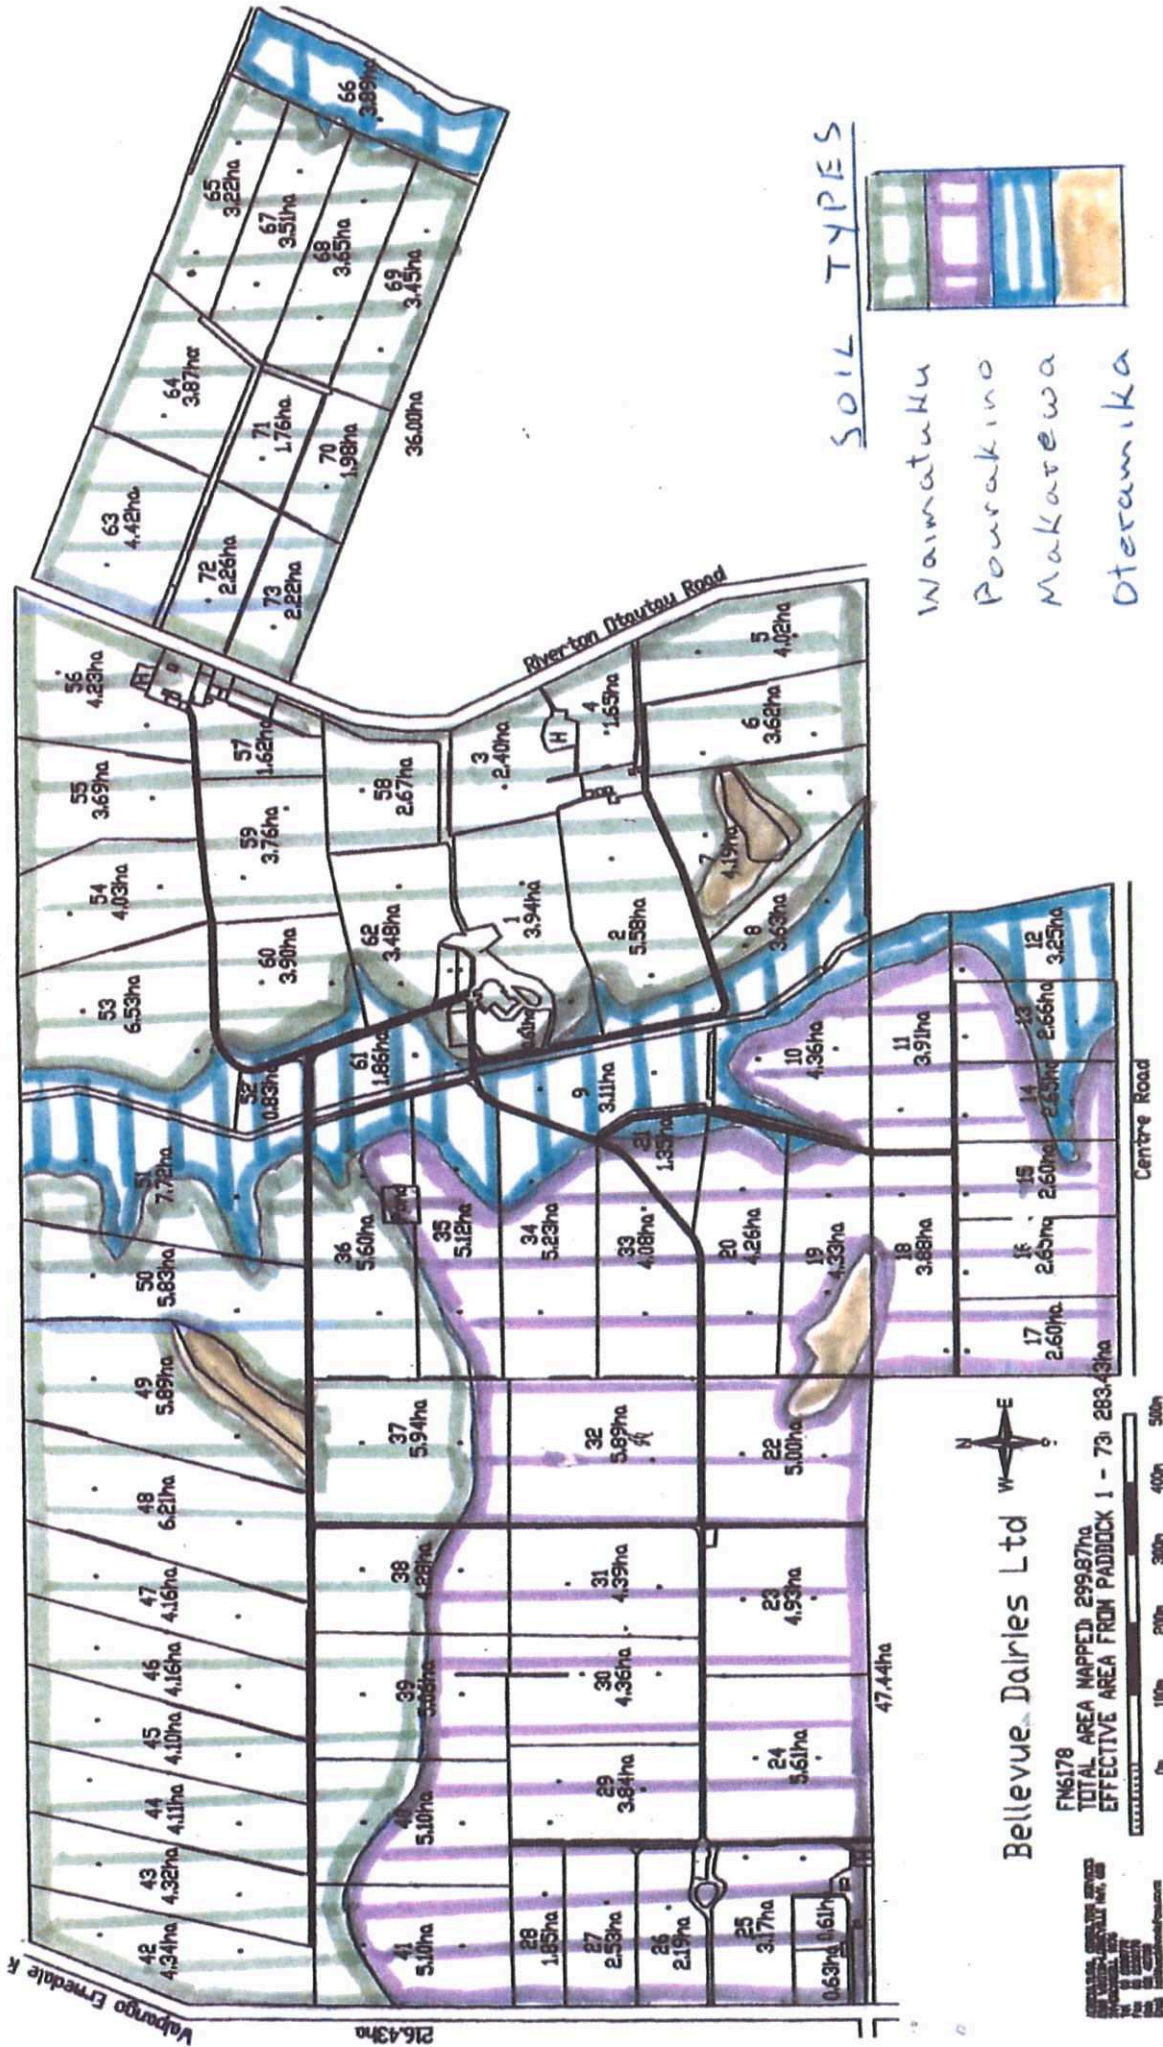 Waipango Ermedale R
216.43ha
42
4.34ha
43
4.32ha
44
4.11ha
45
4.10ha
46
4.16ha
47
4.16ha
48
6.21ha
49
5.89ha
50
5.83ha
51
7.72ha
52
0.83ha
53
6.53ha
54
4.03ha
55
3.69ha
56
4.23ha
H
57
1.62ha
58
2.67ha
59
3.76ha
60
3.90ha
61
1.86ha
62
3.48ha
63
4.42ha
64
3.87ha
65
3.22ha
66
3.89ha
67
3.51ha
68
3.65ha
69
3.45ha
70
1.98ha
71
1.76ha
72
2.26ha
73
2.22ha
36.00ha
Riverton Otautau Road
41
5.10ha
40
5.10ha
39
5.06ha
38
37
5.94ha
36
5.60ha
Pond
35
5.12ha
34
5.23ha
33
4.08ha
32
5.89ha
31
4.39ha
30
4.36ha
29
3.84ha
28
1.85ha
27
2.53ha
26
2.19ha
25
3.17ha
0.63ha
0.61h
24
5.61ha
23
4.93ha
22
5.00ha
21
1.35ha
20
4.26ha
19
4.33ha
18
3.88ha
17
2.60ha
16
2.65ha
15
2.60ha
14
2.65ha
13
2.66ha
12
3.25ha
11
3.91ha
10
4.36ha
9
3.11ha
8
3.63ha
7
4.19ha
6
3.62ha
5
4.02ha
4
1.65ha
H
3
2.40ha
2
5.58ha
1
3.94ha
47.44ha
Centre Road
SOIL TYPES
Waimatuku
Pourakino
Makarewa
Oteramika
Bellevue Dairies Ltd
N
W
E
FM6178
TOTAL AREA MAPPED: 299.87ha
EFFECTIVE AREA FROM PADDOCK 1 - 73: 283.43ha
0m 100m 200m 300m 400m 500m